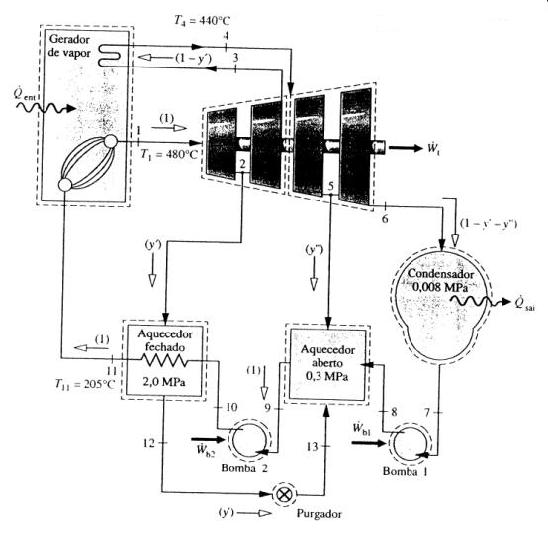 T₄ = 440°C
Gerador
de vapor
4
(1 – y')
3
Q̇ent
1
(1)
T₁ = 480°C
Ẇt
2
5
6
(1 – y' – y")
(y')
(y")
Condensador
0,008 MPa
Q̇sai
(1)
Aquecedor
fechado
2,0 MPa
11
T₁₁ = 205°C
Aquecedor
aberto
0,3 MPa
(1)
10
9
8
7
12
Ẇb2
Bomba 2
13
Ẇb1
Bomba 1
(y')
Purgador